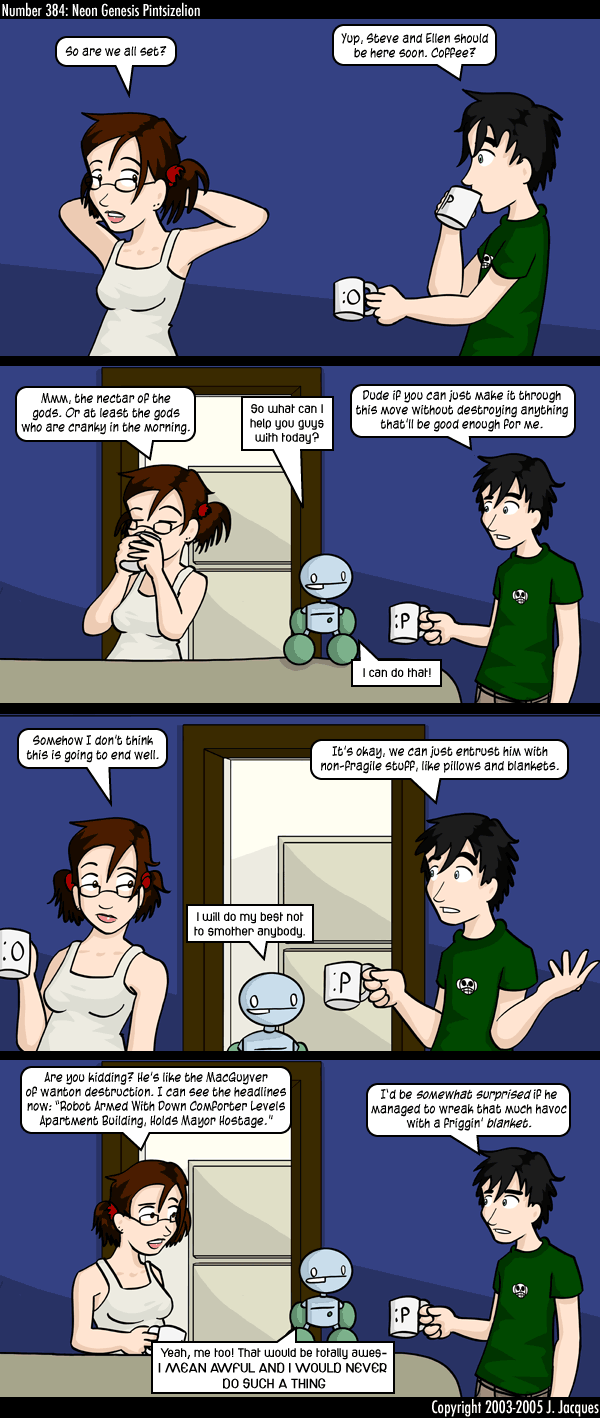 Number 384: Neon Genesis Pintsizelion
So are we all set?
Yup, Steve and Ellen should
be here soon. Coffee?
:P
:O
Mmm, the nectar of the
gods. Or at least the gods
who are cranky in the morning.
So what can I
help you guys
with today?
Dude if you can just make it through
this move without destroying anything
that'll be good enough for me.
:P
I can do that!
Somehow I don't think
this is going to end well.
It's okay, we can just entrust him with
non-fragile stuff, like pillows and blankets.
I will do my best not
to smother anybody.
:O
:P
Are you kidding? He's like the MacGuyver
of wanton destruction. I can see the headlines
now: "Robot Armed With Down Comforter Levels
Apartment Building, Holds Mayor Hostage."
I'd be somewhat surprised if he
managed to wreak that much havoc
with a friggin' blanket.
:P
Yeah, me too! That would be totally awes-
I MEAN AWFUL AND I WOULD NEVER
DO SUCH A THING
Copyright 2003-2005 J. Jacques